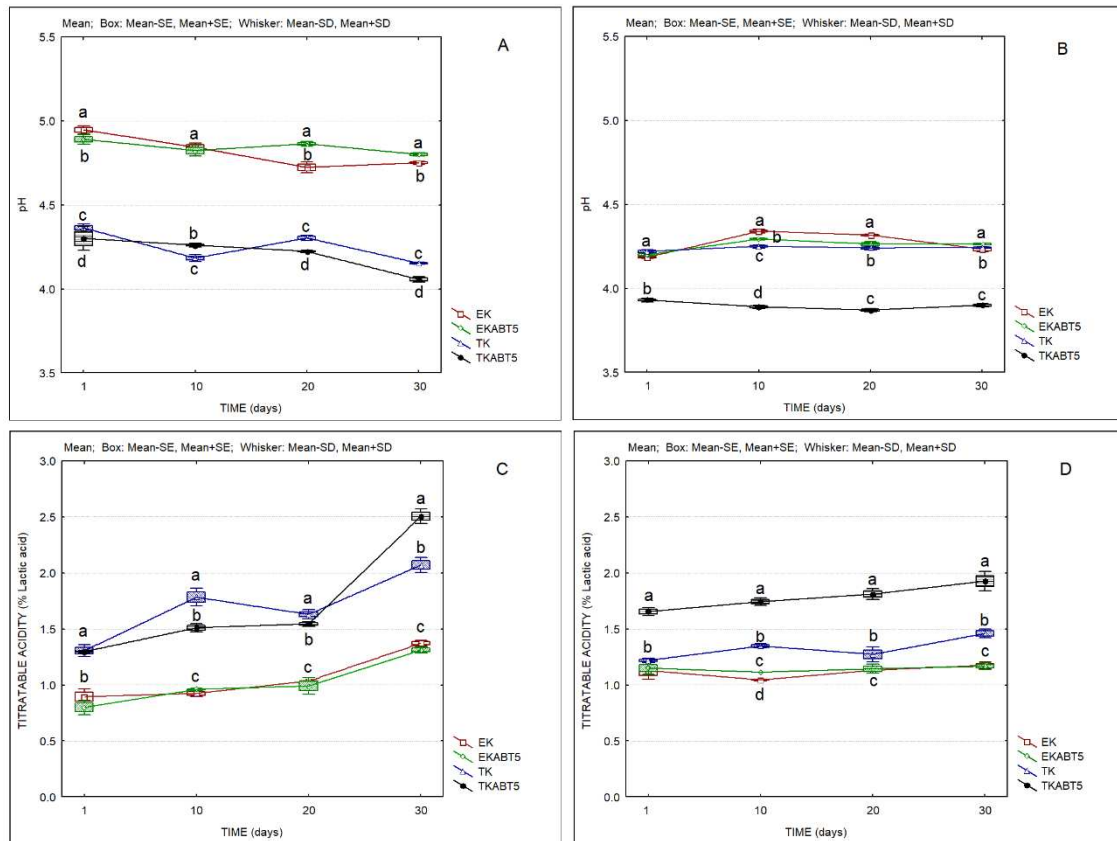 Mean; Box: Mean-SE, Mean+SE; Whisker: Mean-SD, Mean+SD
A
5.5
5.0
4.5
4.0
3.5
pH
a
a
a
a
b
b
b
c
b
c
c
d
c
d
d
EK
EKABT5
TK
TKABT5
1
10
20
30
TIME (days)
Mean; Box: Mean-SE, Mean+SE; Whisker: Mean-SD, Mean+SD
B
5.5
5.0
4.5
4.0
3.5
pH
a
a
a
a
b
c
b
b
b
d
c
c
EK
EKABT5
TK
TKABT5
1
10
20
30
TIME (days)
Mean; Box: Mean-SE, Mean+SE; Whisker: Mean-SD, Mean+SD
C
3.0
2.5
2.0
1.5
1.0
0.5
0.0
TITRATABLE ACIDITY (% Lactic acid)
a
b
a
a
a
b
b
c
b
c
c
EK
EKABT5
TK
TKABT5
1
10
20
30
TIME (days)
Mean; Box: Mean-SE, Mean+SE; Whisker: Mean-SD, Mean+SD
D
3.0
2.5
2.0
1.5
1.0
0.5
0.0
TITRATABLE ACIDITY (% Lactic acid)
a
a
a
a
b
b
b
b
c
c
d
c
EK
EKABT5
TK
TKABT5
1
10
20
30
TIME (days)